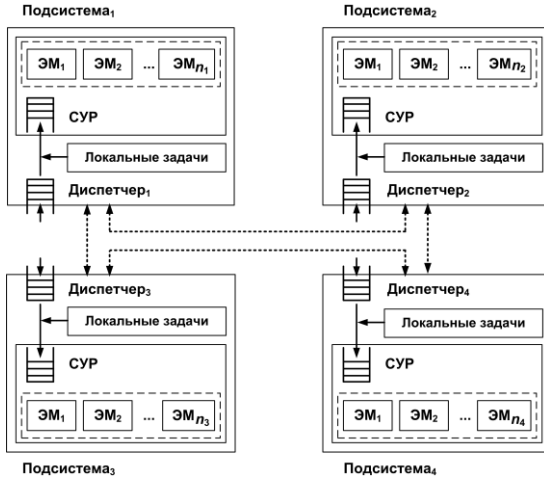 Подсистема₁ Подсистема₂
ЭМ₁ ЭМ₂ ... ЭМn₁ ЭМ₁ ЭМ₂ ... ЭМn₂
СУР СУР
Локальные задачи Локальные задачи
Диспетчер₁ Диспетчер₂
Диспетчер₃ Диспетчер₄
Локальные задачи Локальные задачи
СУР СУР
ЭМ₁ ЭМ₂ ... ЭМn₃ ЭМ₁ ЭМ₂ ... ЭМn₄
Подсистема₃ Подсистема₄